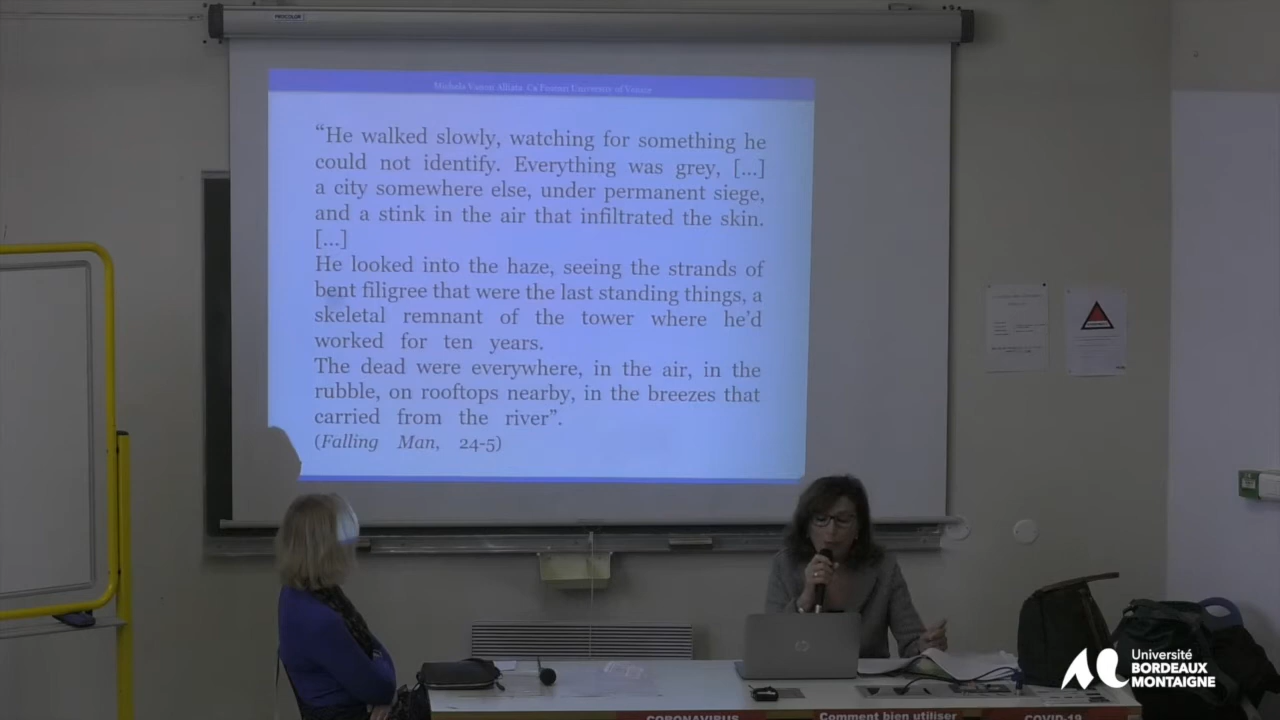 PROCOLOR
Michela Vanon Alliata Ca Foscari University of Venice
“He walked slowly, watching for something he
could not identify. Everything was grey, [...]
a city somewhere else, under permanent siege,
and a stink in the air that infiltrated the skin.
[...]
He looked into the haze, seeing the strands of
bent filigree that were the last standing things, a
skeletal remnant of the tower where he’d
worked for ten years.
The dead were everywhere, in the air, in the
rubble, on rooftops nearby, in the breezes that
carried from the river”.
(Falling Man, 24-5)
hp
Université
BORDEAUX
MONTAIGNE
CORONAVIRUS
Comment bien utiliser
COVID-19